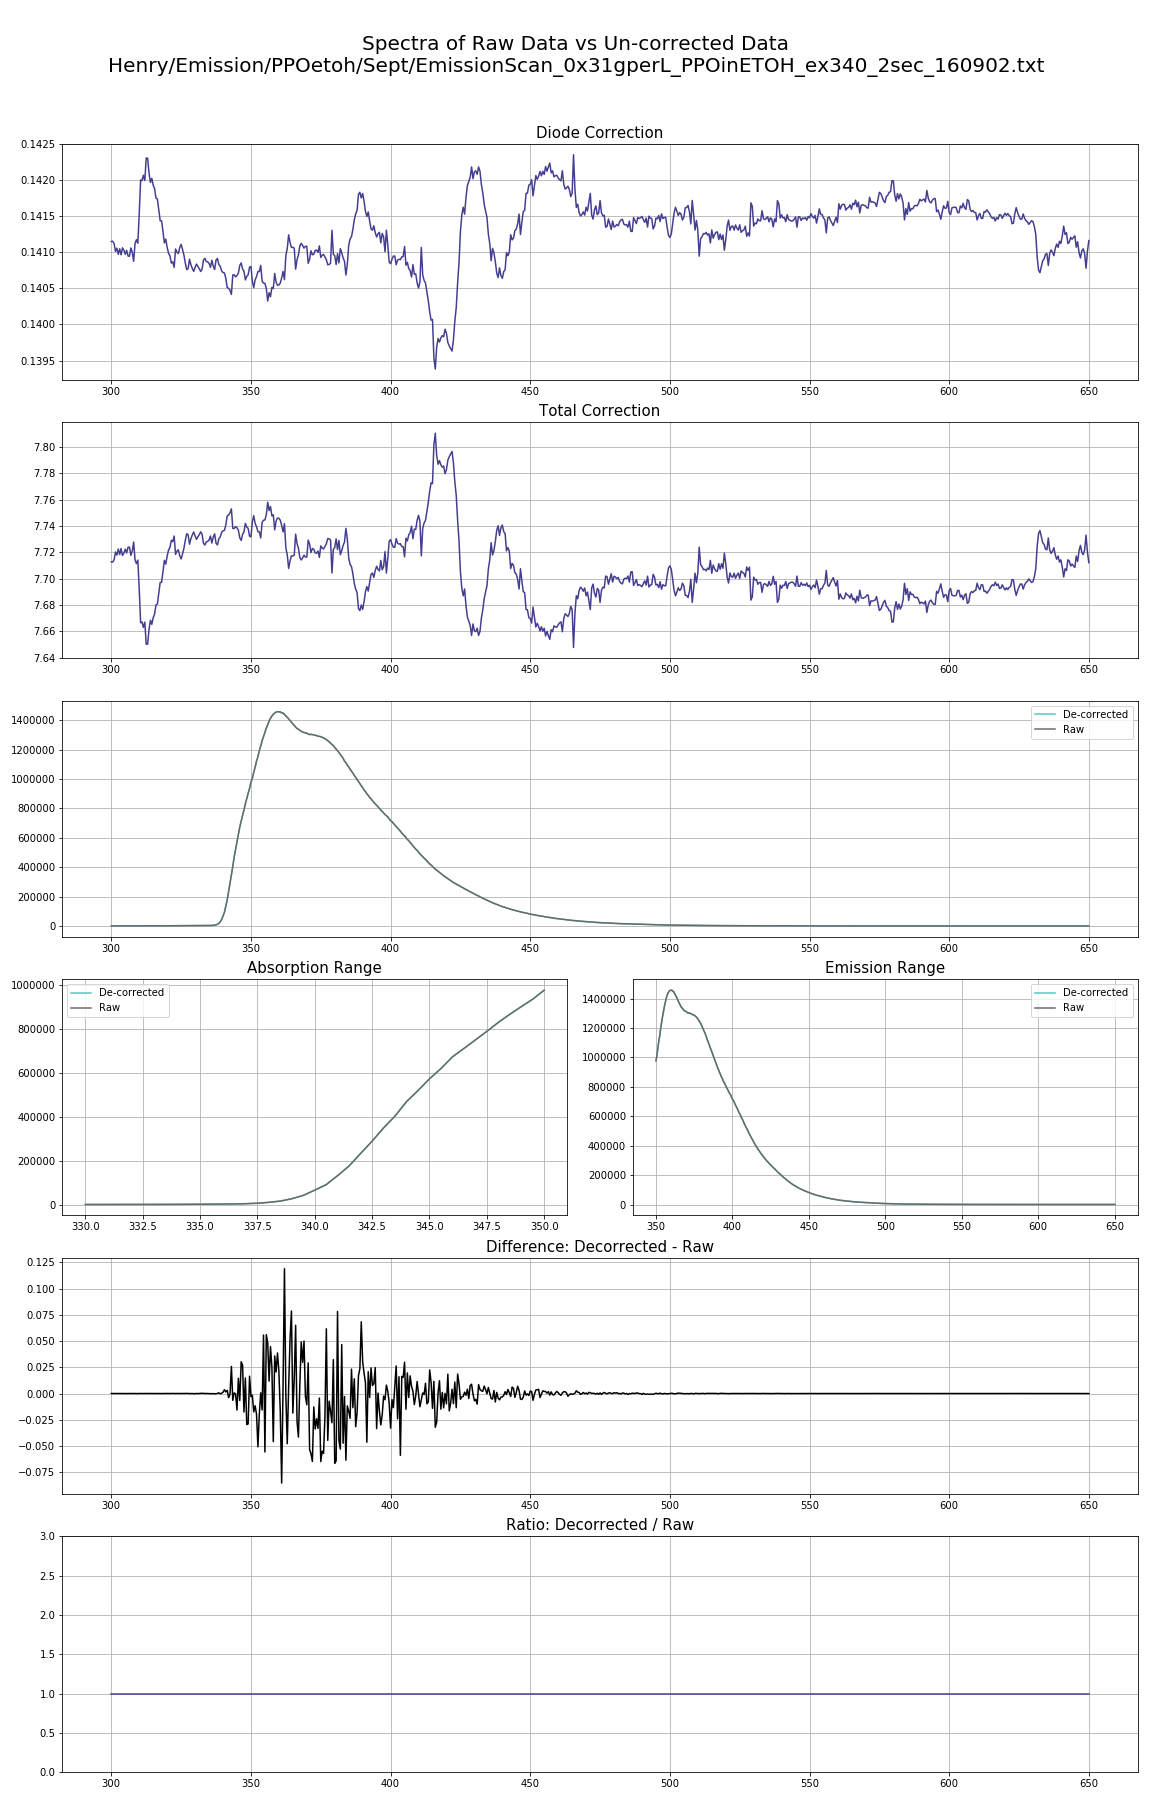 Spectra of Raw Data vs Un-corrected Data
Henry/Emission/PPOetoh/Sept/EmissionScan_0x31gperL_PPOinETOH_ex340_2sec_160902.txt
Diode Correction
0.1425
0.1420
0.1415
0.1410
0.1405
0.1400
0.1395
300 350 400 450 500 550 600 650
Total Correction
7.80
7.78
7.76
7.74
7.72
7.70
7.68
7.66
7.64
300 350 400 450 500 550 600 650
1400000
1200000
1000000
800000
600000
400000
200000
0
De-corrected
Raw
300 350 400 450 500 550 600 650
Absorption Range
1000000
800000
600000
400000
200000
0
De-corrected
Raw
330.0 332.5 335.0 337.5 340.0 342.5 345.0 347.5 350.0
Emission Range
1400000
1200000
1000000
800000
600000
400000
200000
0
De-corrected
Raw
350 400 450 500 550 600 650
Difference: Decorrected - Raw
0.125
0.100
0.075
0.050
0.025
0.000
−0.025
−0.050
−0.075
300 350 400 450 500 550 600 650
Ratio: Decorrected / Raw
3.0
2.5
2.0
1.5
1.0
0.5
0.0
300 350 400 450 500 550 600 650